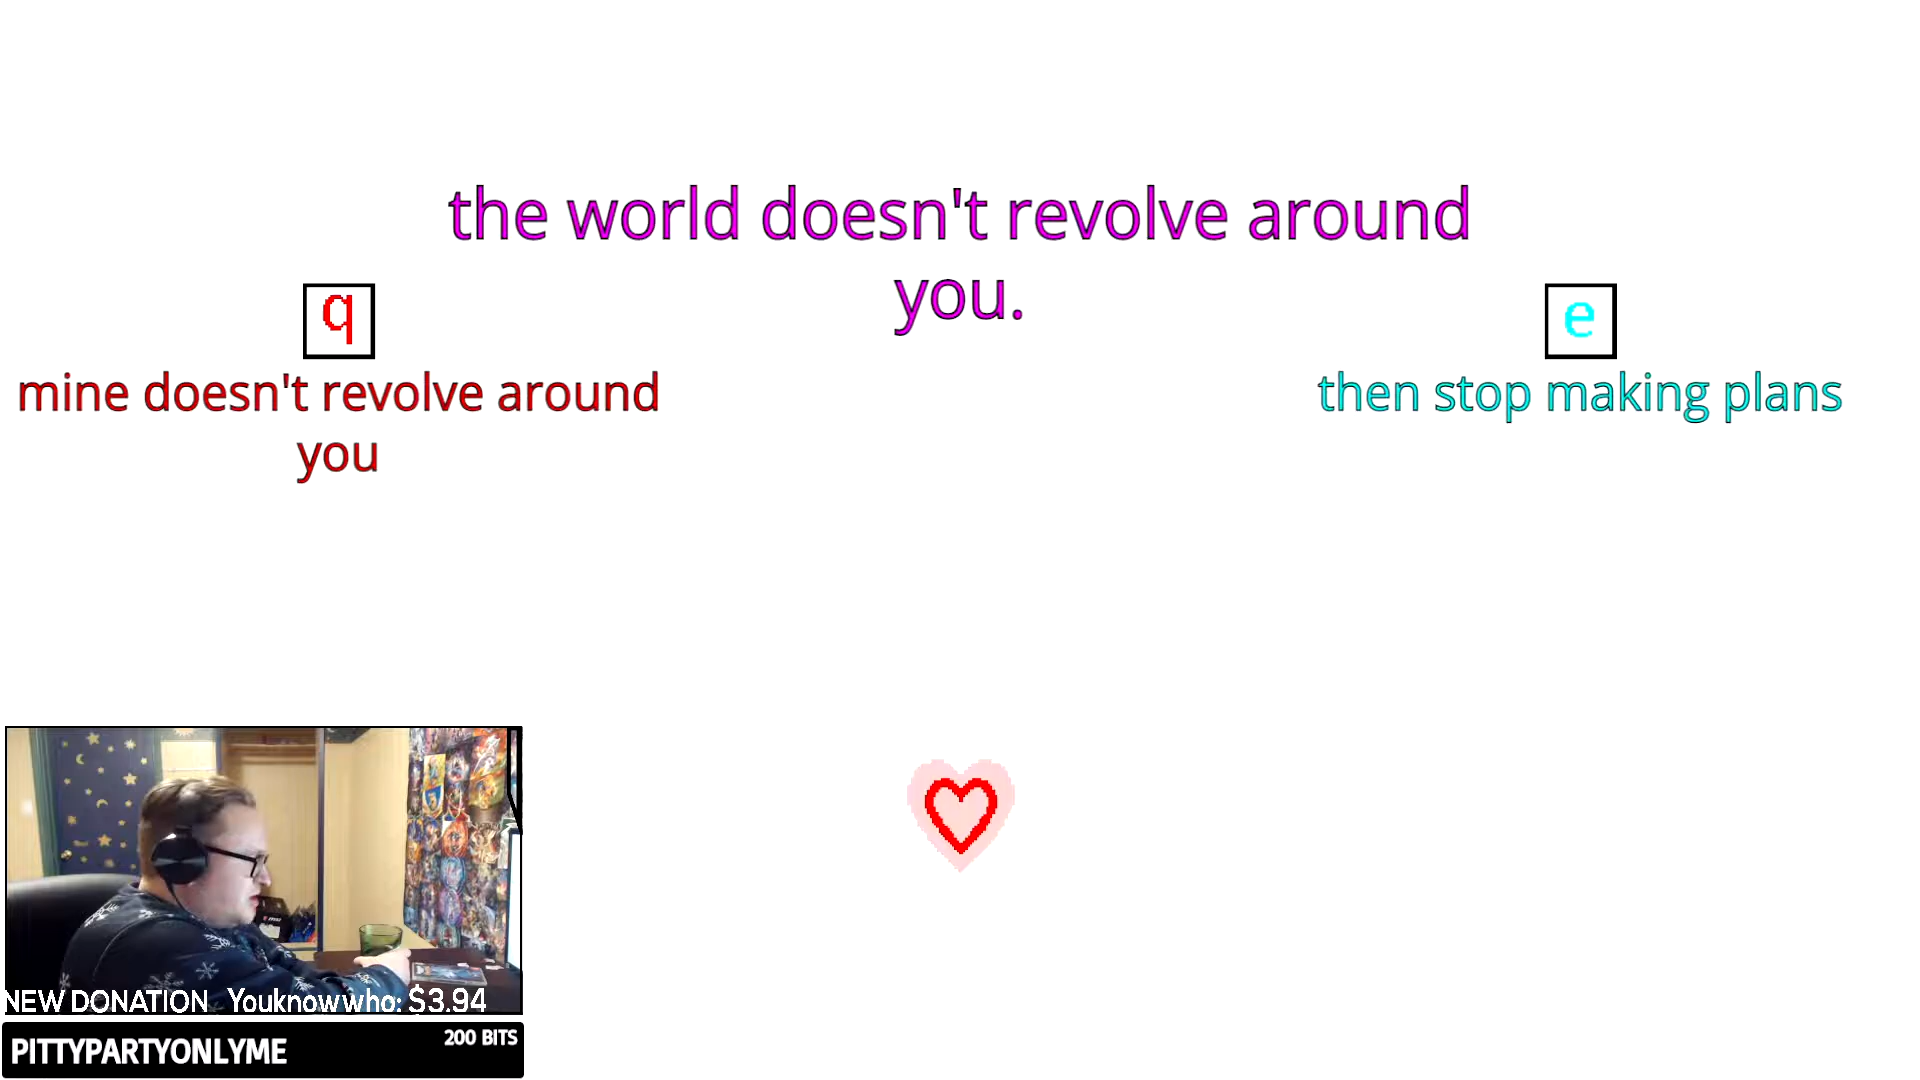 the world doesn't revolve around
you.
q
mine doesn't revolve around
you
e
then stop making plans
NEW DONATION Youknowwho: $3.94
PITTYPARTYONLYME
200 BITS